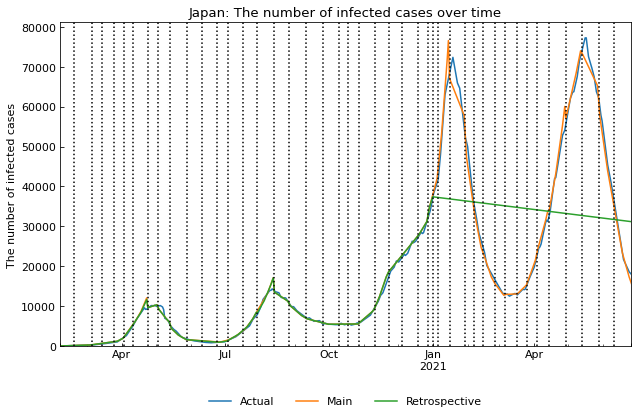 Japan: The number of infected cases over time
The number of infected cases
80000
70000
60000
50000
40000
30000
20000
10000
0
Apr Jul Oct Jan Apr
2021
Actual Main Retrospective